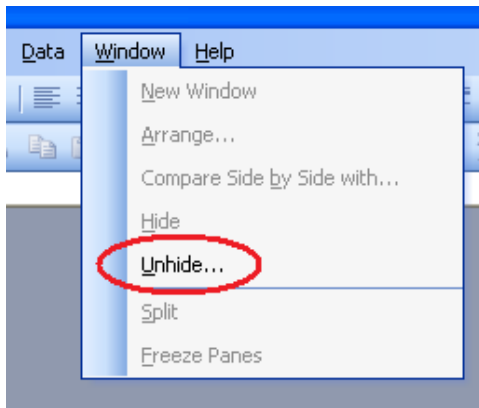 Data Window Help
New Window
Arrange...
Compare Side by Side with...
Hide
Unhide...
Split
Freeze Panes